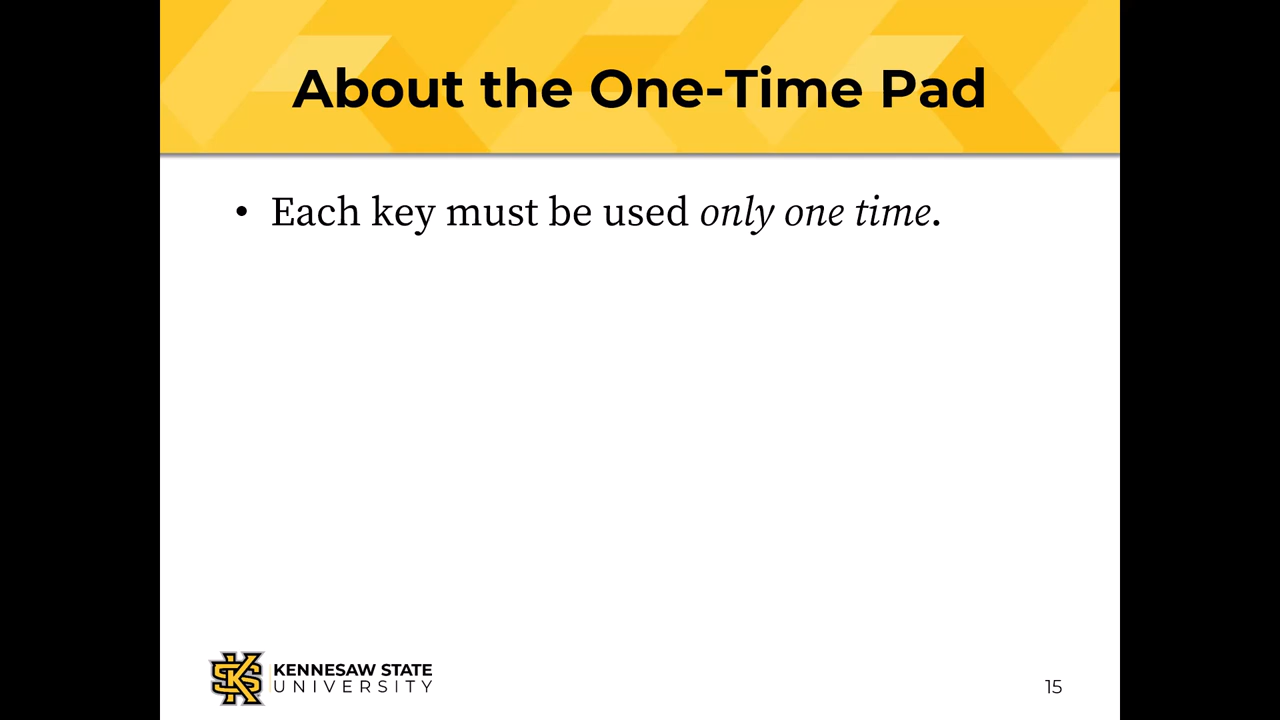 About the One-Time Pad
• Each key must be used only one time.
KENNESAW STATE
UNIVERSITY
15